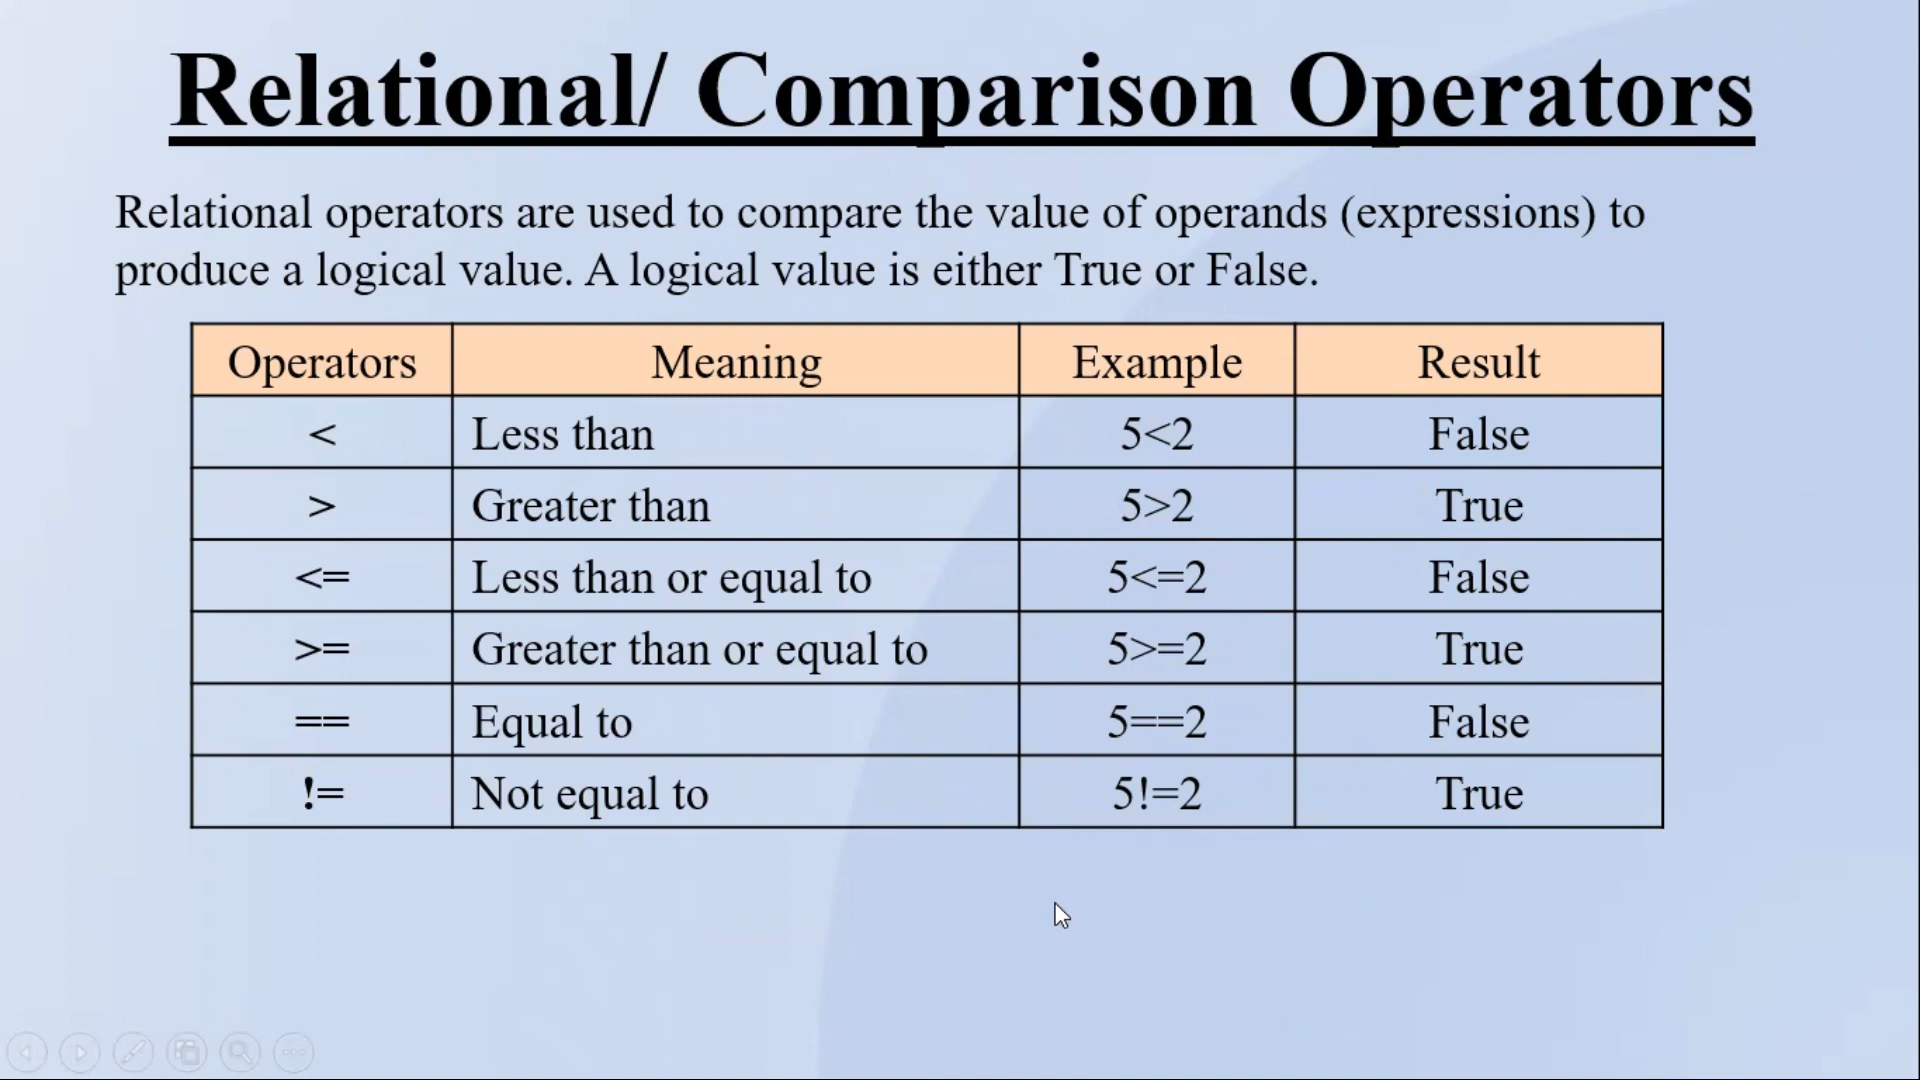 Relational/ Comparison Operators
Relational operators are used to compare the value of operands (expressions) to
produce a logical value. A logical value is either True or False.
Operators Meaning Example Result
< Less than 5<2 False
> Greater than 5>2 True
<= Less than or equal to 5<=2 False
>= Greater than or equal to 5>=2 True
== Equal to 5==2 False
!= Not equal to 5!=2 True